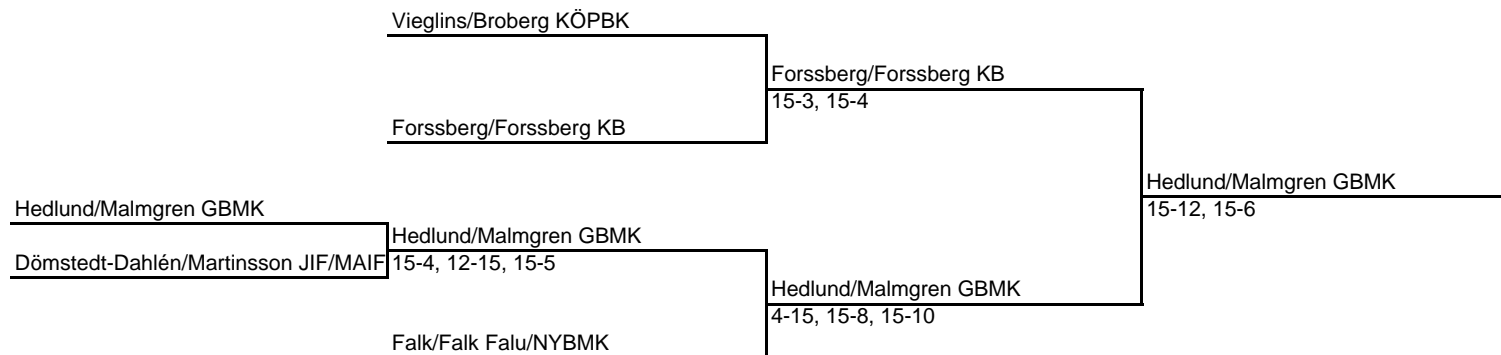 Vieglins/Broberg KÖPBK
Forssberg/Forssberg KB
15-3, 15-4
Forssberg/Forssberg KB
Hedlund/Malmgren GBMK
15-12, 15-6
Hedlund/Malmgren GBMK
Hedlund/Malmgren GBMK
Dömstedt-Dahlén/Martinsson JIF/MAIF
15-4, 12-15, 15-5
Hedlund/Malmgren GBMK
4-15, 15-8, 15-10
Falk/Falk Falu/NYBMK